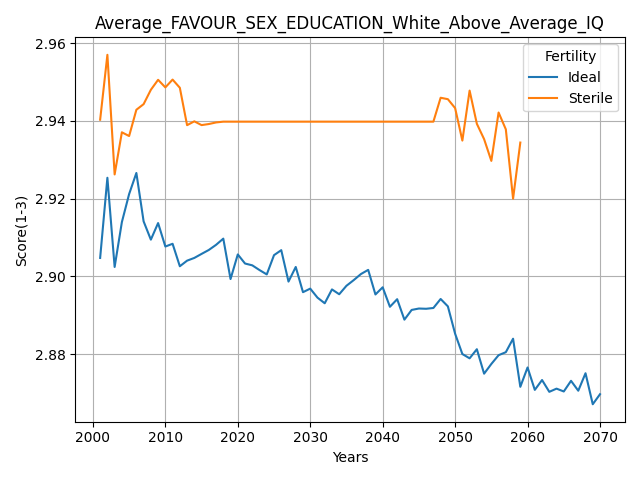 Average_FAVOUR_SEX_EDUCATION_White_Above_Average_IQ
Fertility
Ideal
Sterile
Score(1-3)
2.96
2.94
2.92
2.90
2.88
2000 2010 2020 2030 2040 2050 2060 2070
Years